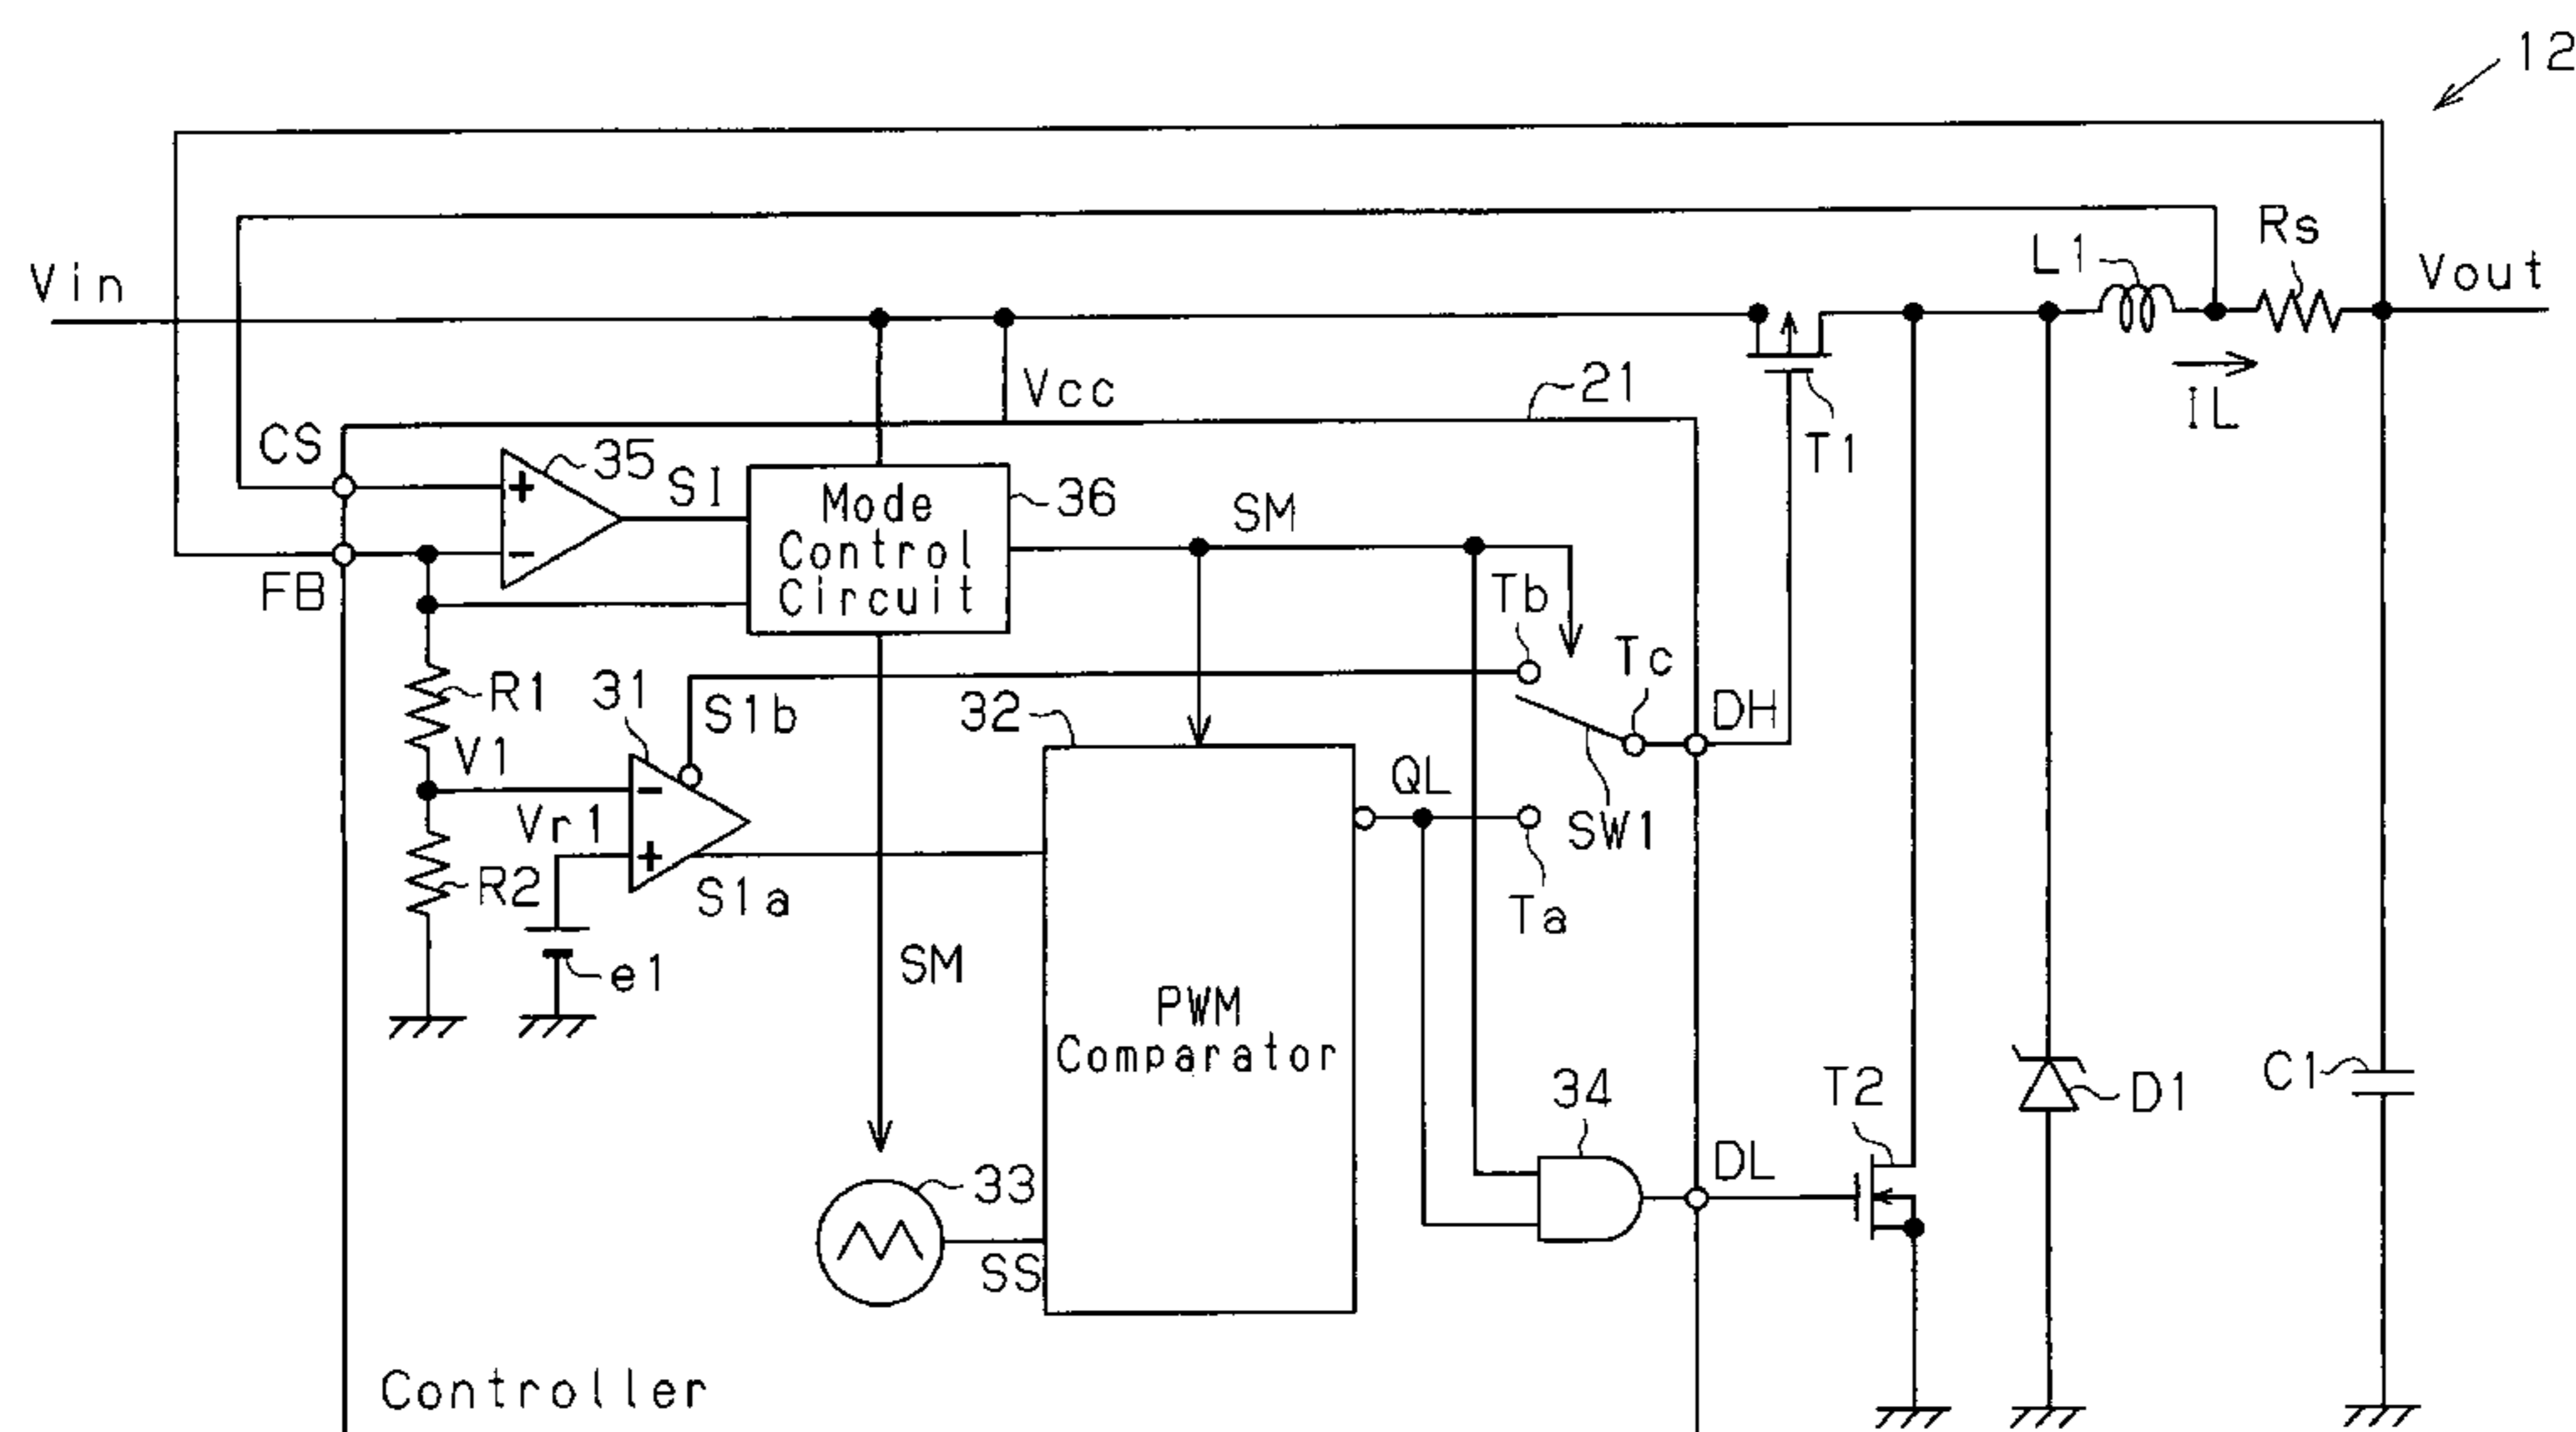 12
Vin
L1
Rs
Vout
IL
Vcc
21
T1
CS
35
SI
Mode
Control
Circuit
36
SM
FB
Tb
Tc
R1
31
S1b
32
DH
V1
QL
SW1
Vr1
R2
S1a
Ta
e1
SM
PWM
Comparator
34
T2
D1
C1
DL
33
SS
Controller